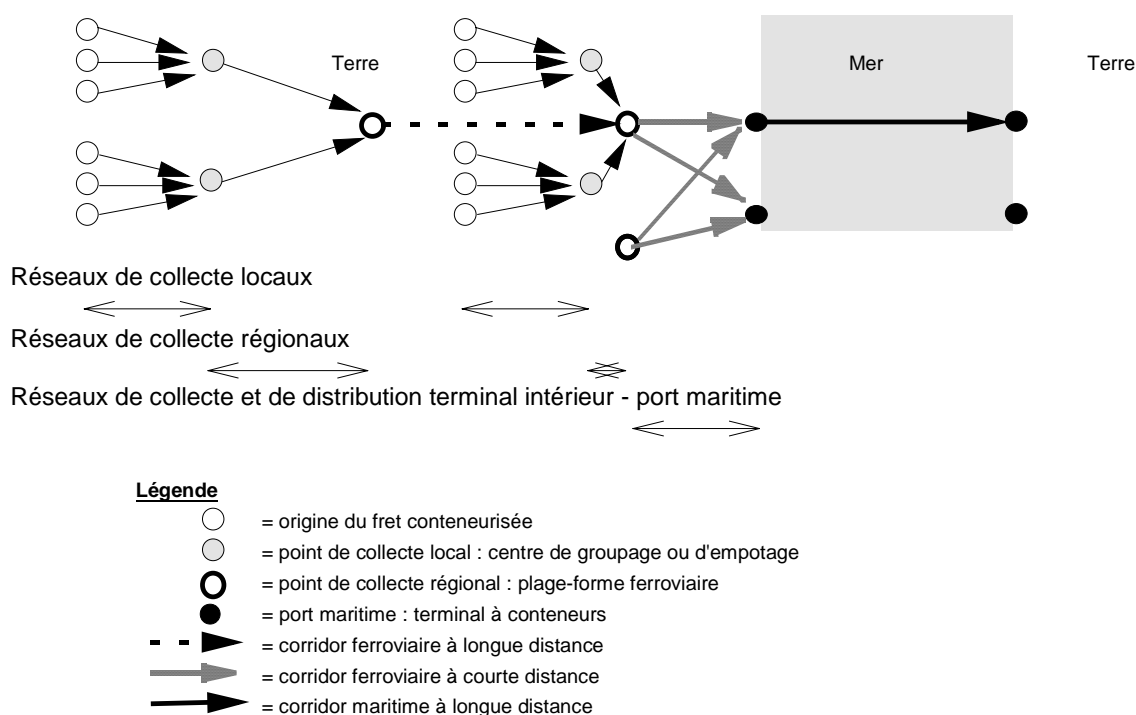 Terre Mer Terre
Réseaux de collecte locaux
Réseaux de collecte régionaux
Réseaux de collecte et de distribution terminal intérieur - port maritime
Légende
= origine du fret conteneurisée
= point de collecte local : centre de groupage ou d'empotage
= point de collecte régional : plage-forme ferroviaire
= port maritime : terminal à conteneurs
= corridor ferroviaire à longue distance
= corridor ferroviaire à courte distance
= corridor maritime à longue distance